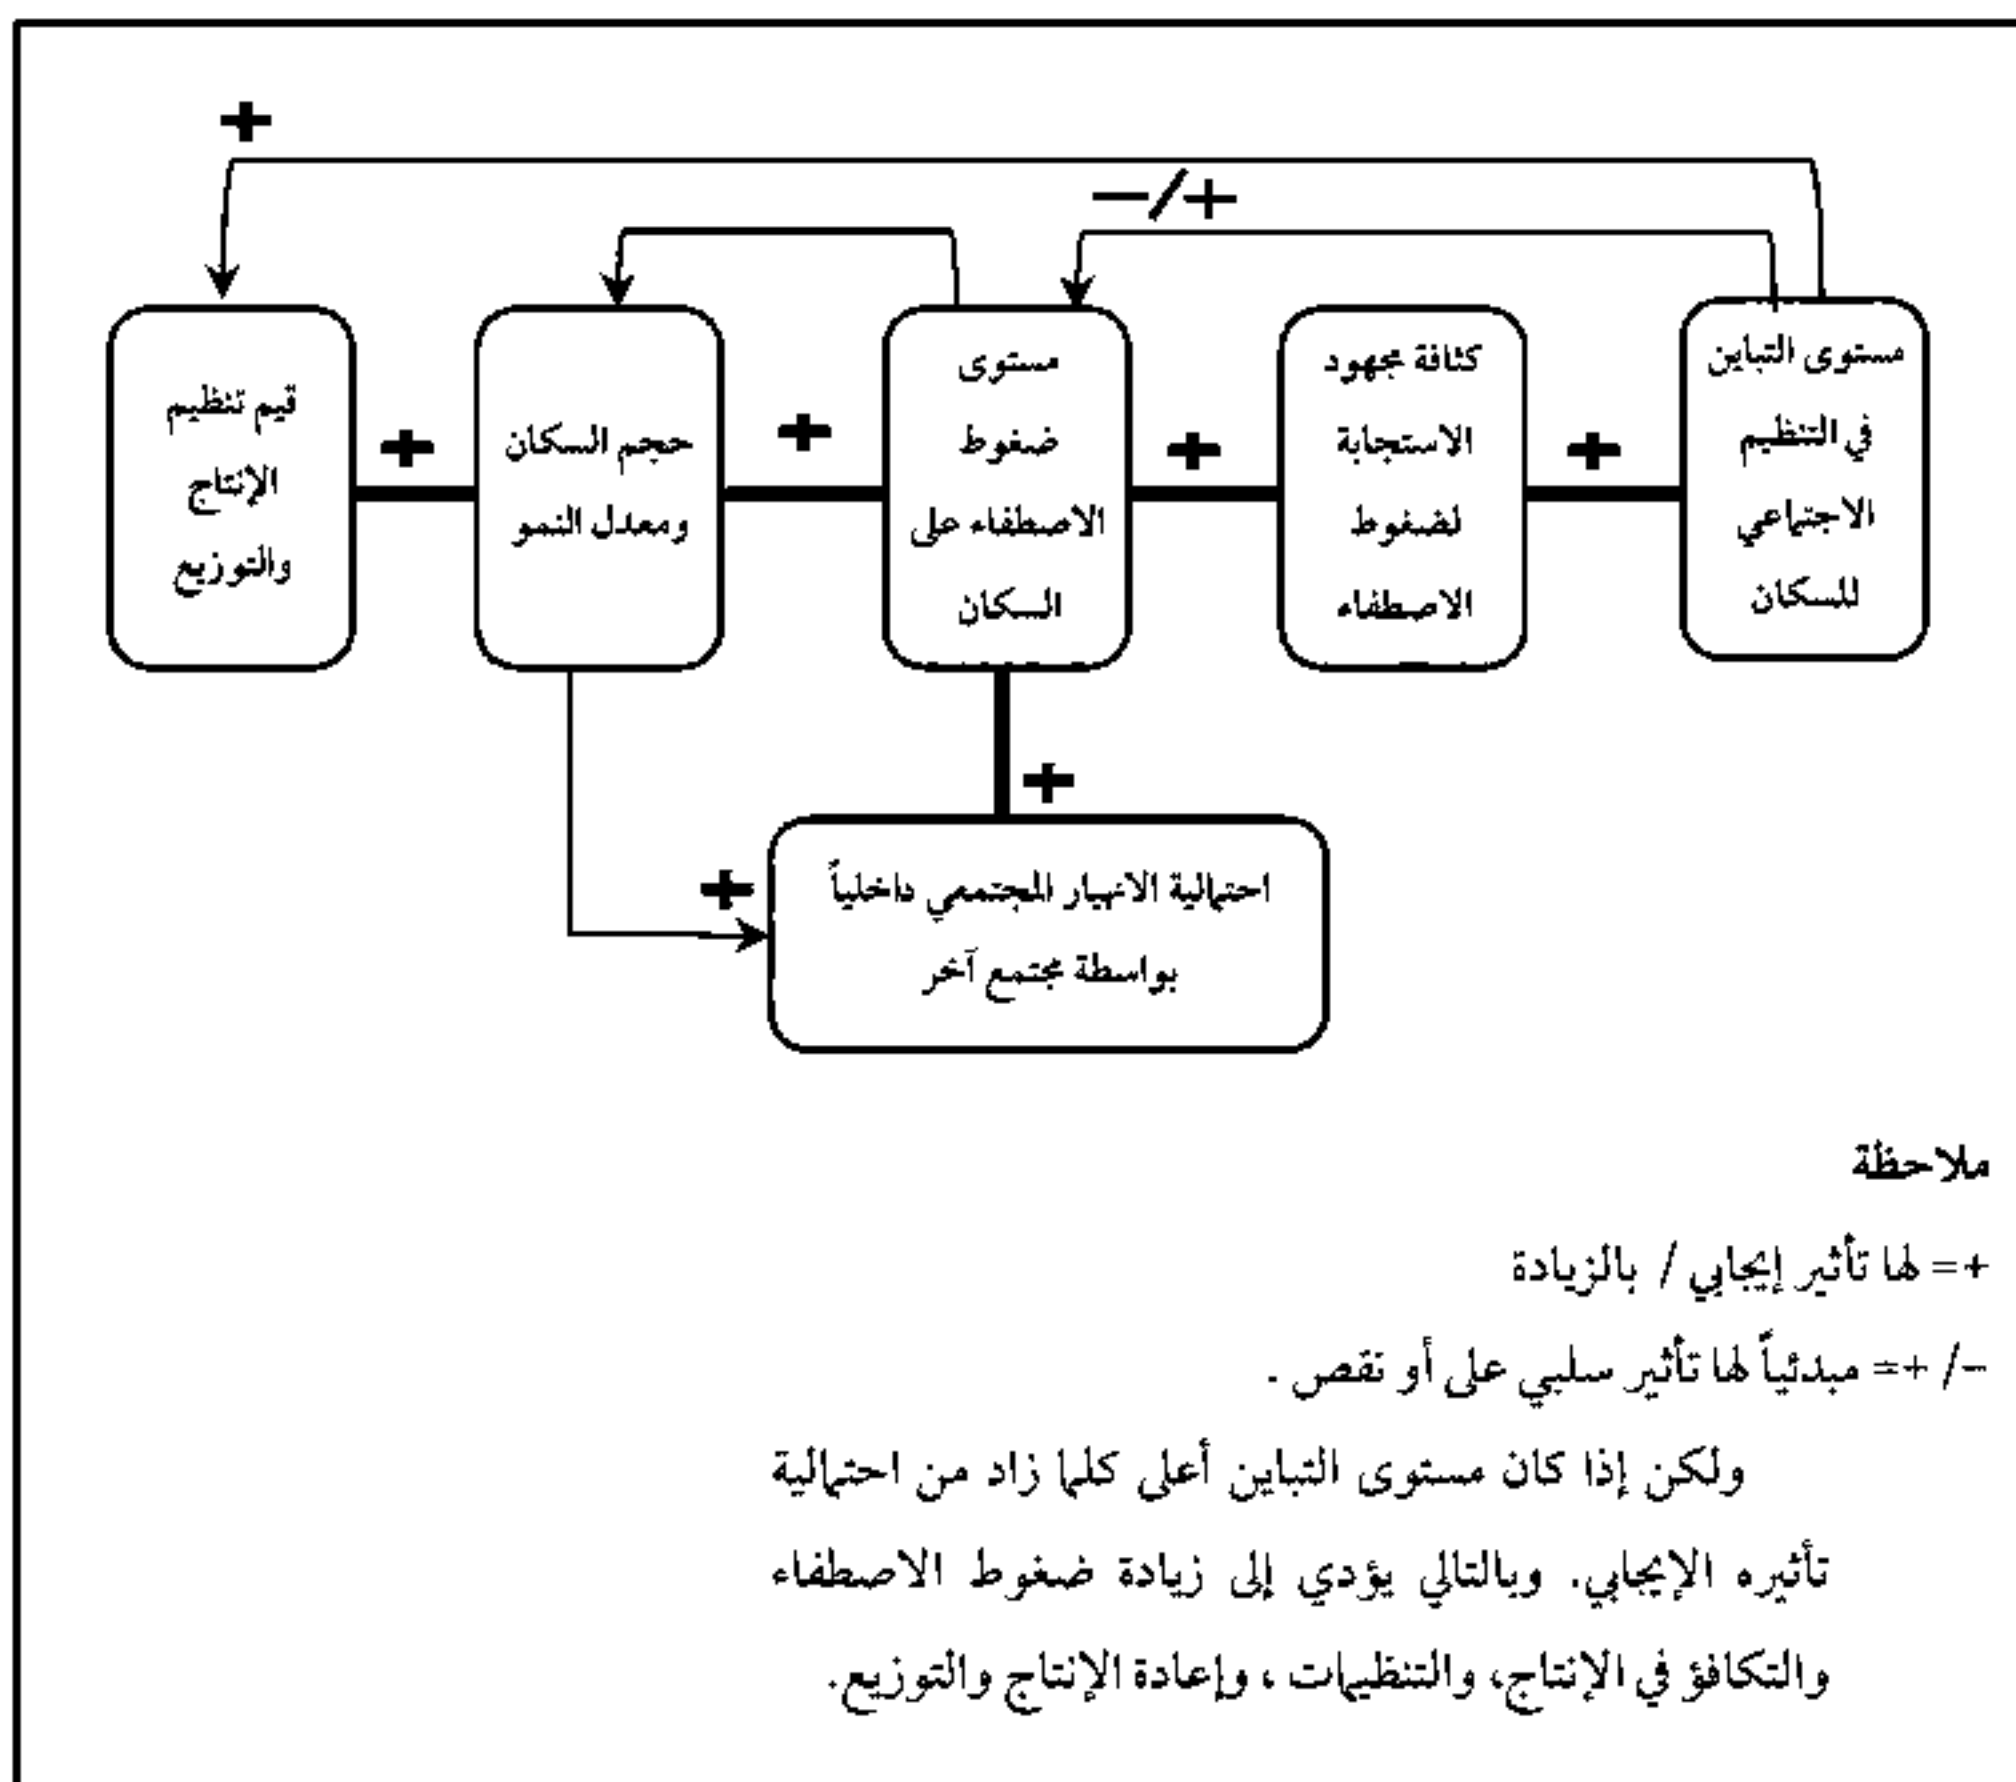 +
−/+
مستوى التباين
في التنظيم
الاجتماعي
للسكان
+
كثافة مجهود
الاستجابة
لضغوط
الاصطفاء
+
مستوى
ضغوط
الاصطفاء على
السكان
+
حجم السكان
ومعدل النمو
+
قيم تنظيم
الإنتاج
والتوزيع
+
+
احتمالية الانهيار المجتمعي داخلياً
بواسطة مجتمع آخر
ملاحظة
+= لها تأثير إيجابي / بالزيادة
-/ += مبدئياً لها تأثير سلبي على أو نقص .
ولكن إذا كان مستوى التباين أعلى كلما زاد من احتمالية
تأثيره الإيجابي. وبالتالي يؤدي إلى زيادة ضغوط الاصطفاء
والتكافؤ في الإنتاج، والتنظيمات ، وإعادة الإنتاج والتوزيع.